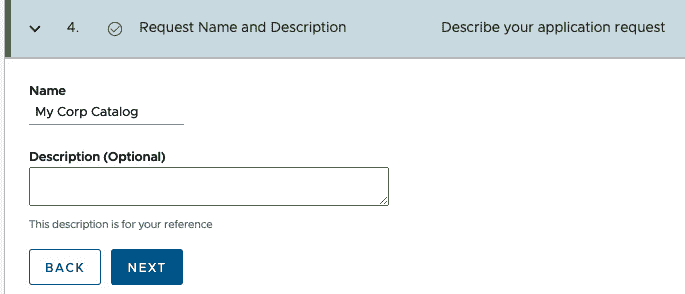 4. Request Name and Description Describe your application request
Name
My Corp Catalog
Description (Optional)
This description is for your reference
BACK NEXT